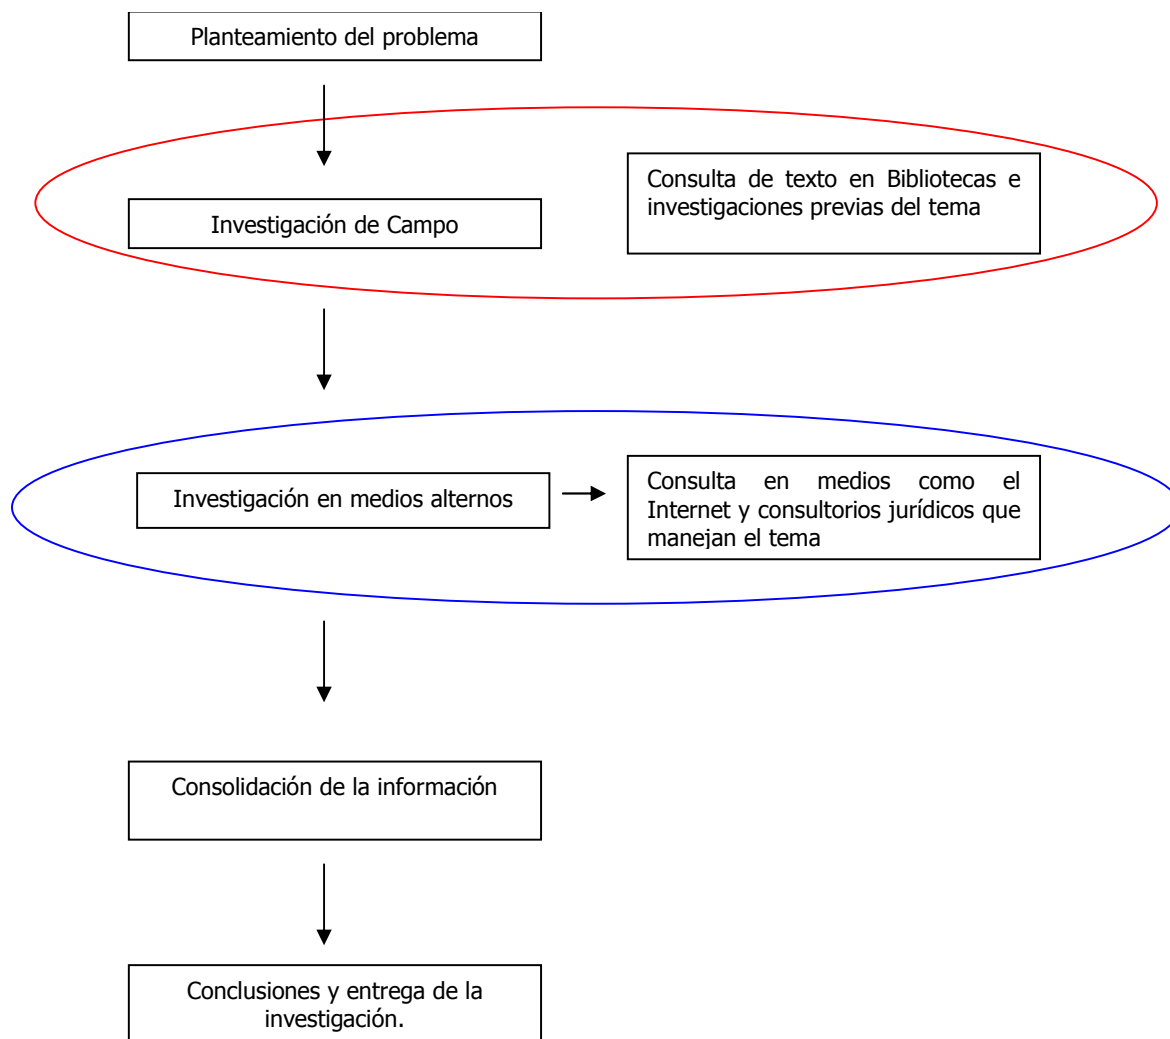 Planteamiento del problema
Consulta de texto en Bibliotecas e
investigaciones previas del tema
Investigación de Campo
Investigación en medios alternos
Consulta en medios como el
Internet y consultorios jurídicos que
manejan el tema
Consolidación de la información
Conclusiones y entrega de la
investigación.